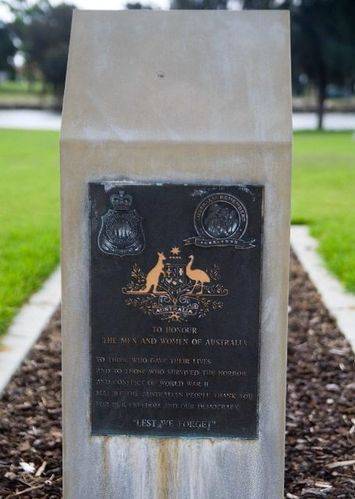 TO HONOUR
THE MEN AND WOMEN OF AUSTRALIA
TO THOSE WHO GAVE THEIR LIVES
AND TO THOSE WHO SURVIVED THE HORROR
AND CONFLICT OF WORLD WAR II
WE THE AUSTRALIAN PEOPLE THANK YOU
FOR OUR FREEDOM AND OUR DEMOCRACY
"LEST WE FORGET"